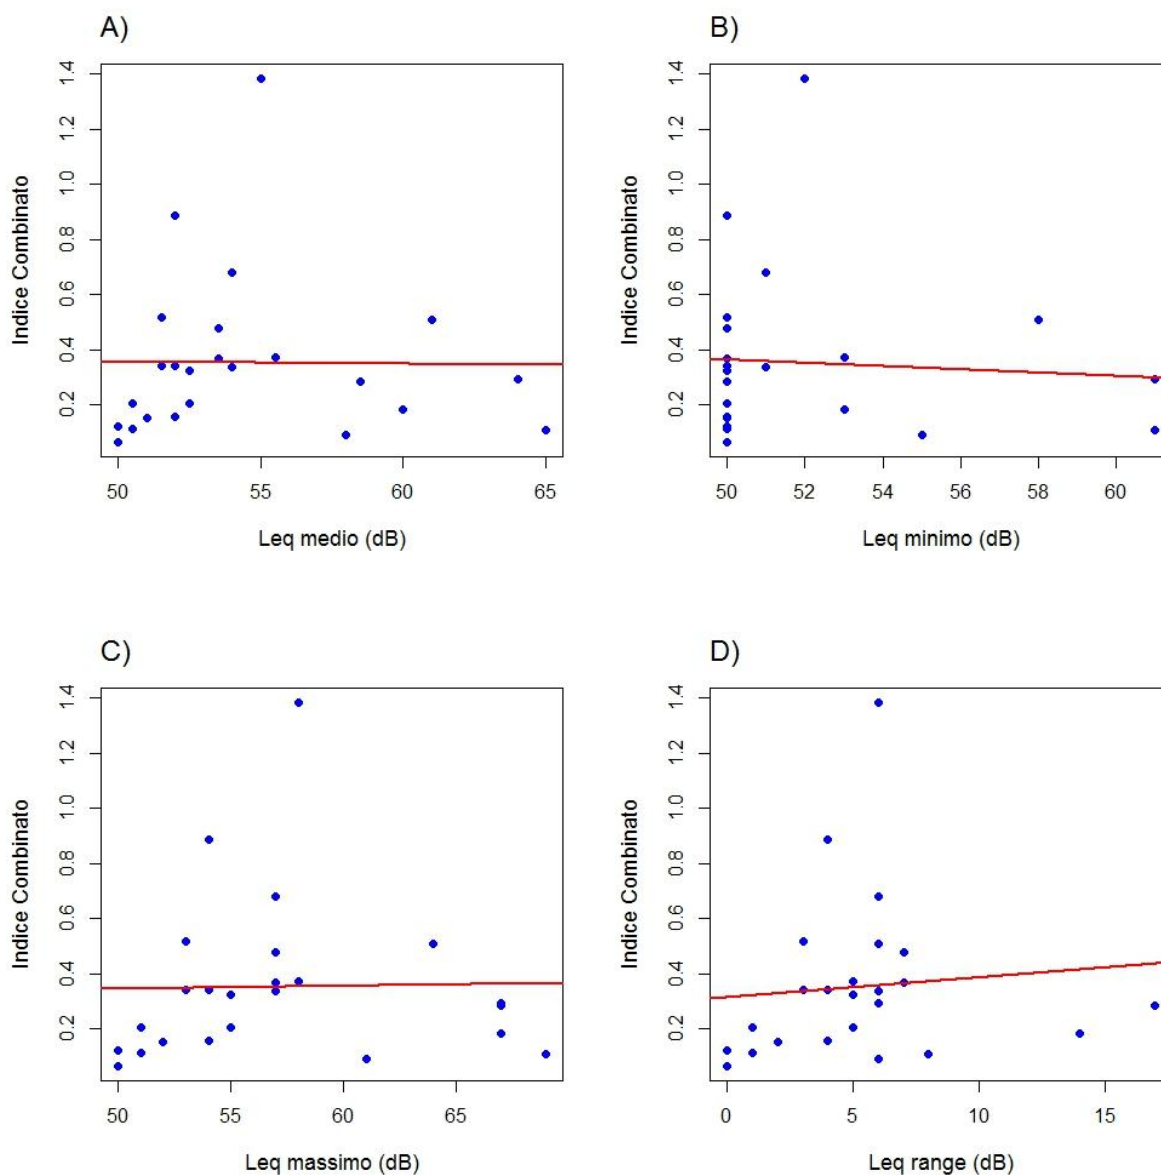 A)
Indice Combinato
1.4
1.2
1.0
0.8
0.6
0.4
0.2
50 55 60 65
Leq medio (dB)
B)
Indice Combinato
1.4
1.2
1.0
0.8
0.6
0.4
0.2
50 52 54 56 58 60
Leq minimo (dB)
C)
Indice Combinato
1.4
1.2
1.0
0.8
0.6
0.4
0.2
50 55 60 65
Leq massimo (dB)
D)
Indice Combinato
1.4
1.2
1.0
0.8
0.6
0.4
0.2
0 5 10 15
Leq range (dB)